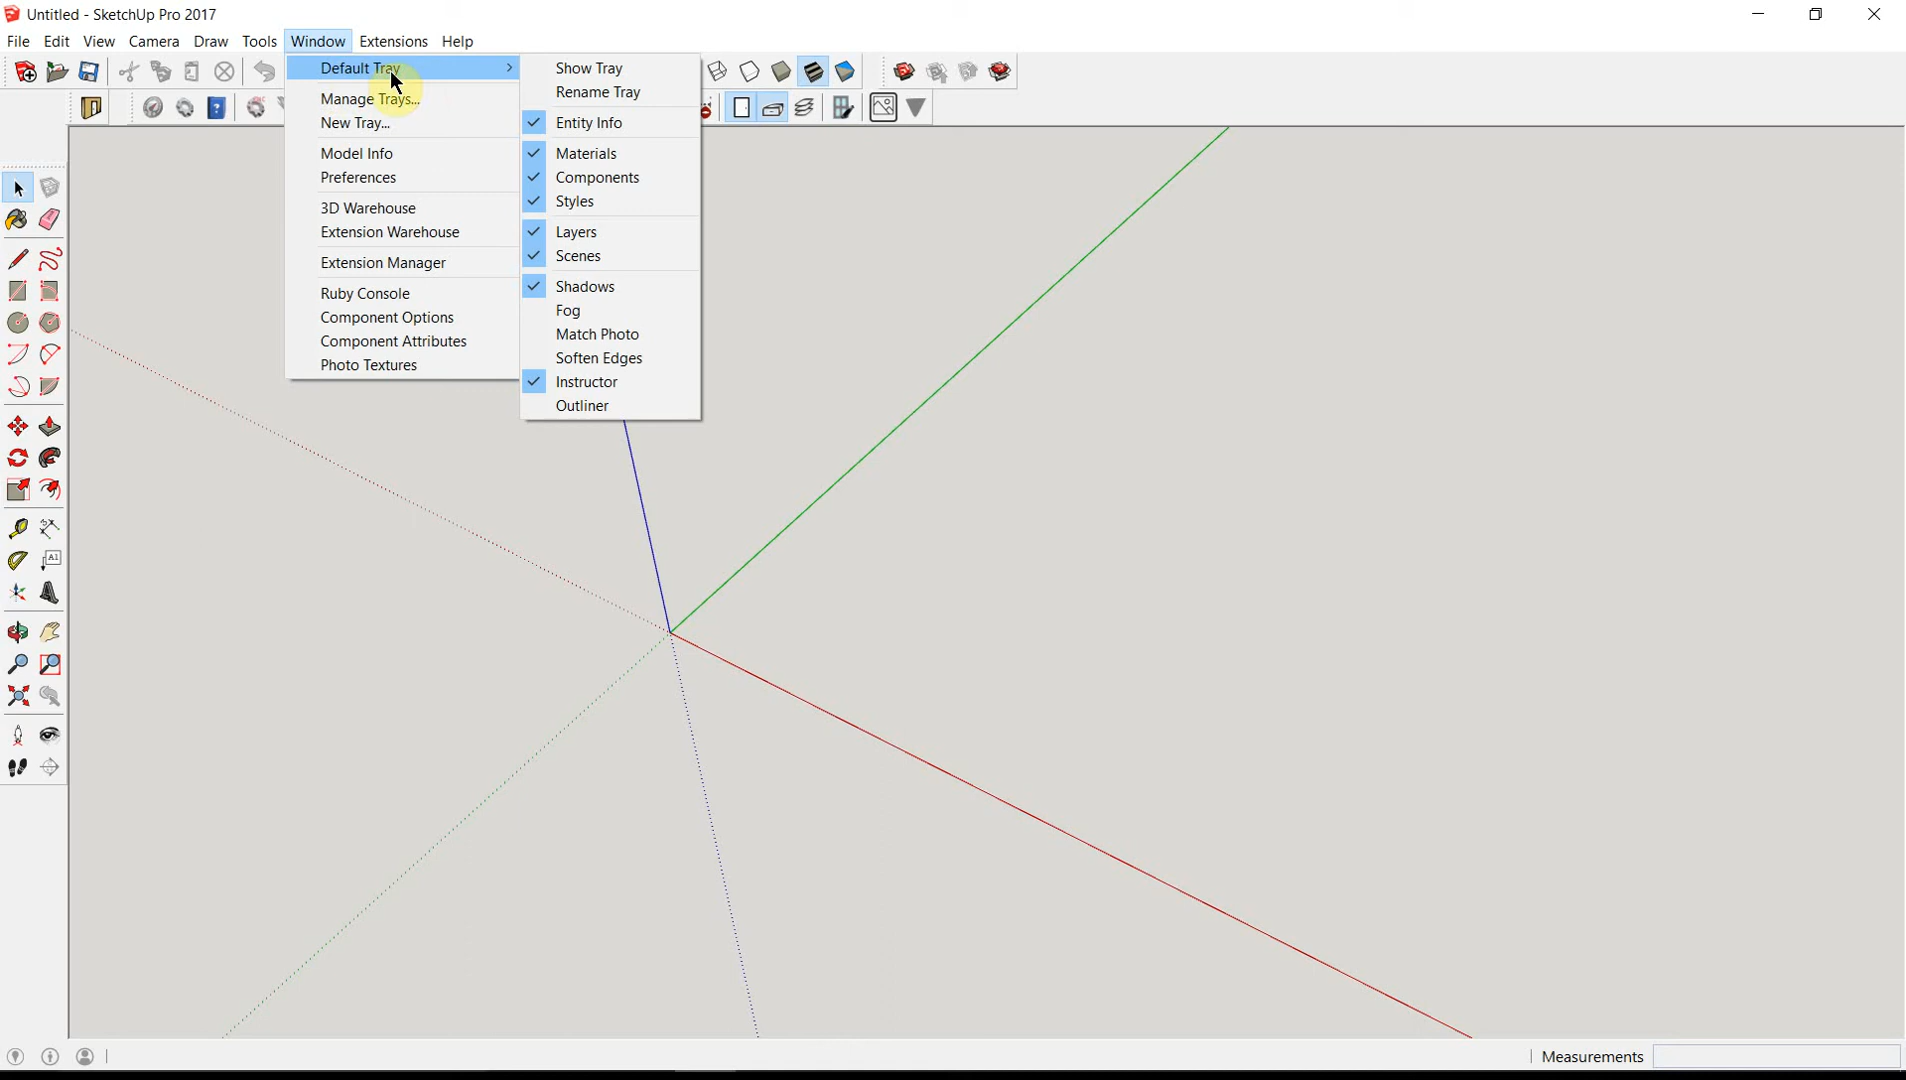 Untitled - SketchUp Pro 2017
File Edit View Camera Draw Tools Window Extensions Help
Default Tray
Manage Trays...
New Tray...
Model Info
Preferences
3D Warehouse
Extension Warehouse
Extension Manager
Ruby Console
Component Options
Component Attributes
Photo Textures
Show Tray
Rename Tray
Entity Info
Materials
Components
Styles
Layers
Scenes
Shadows
Fog
Match Photo
Soften Edges
Instructor
Outliner
A1
Measurements